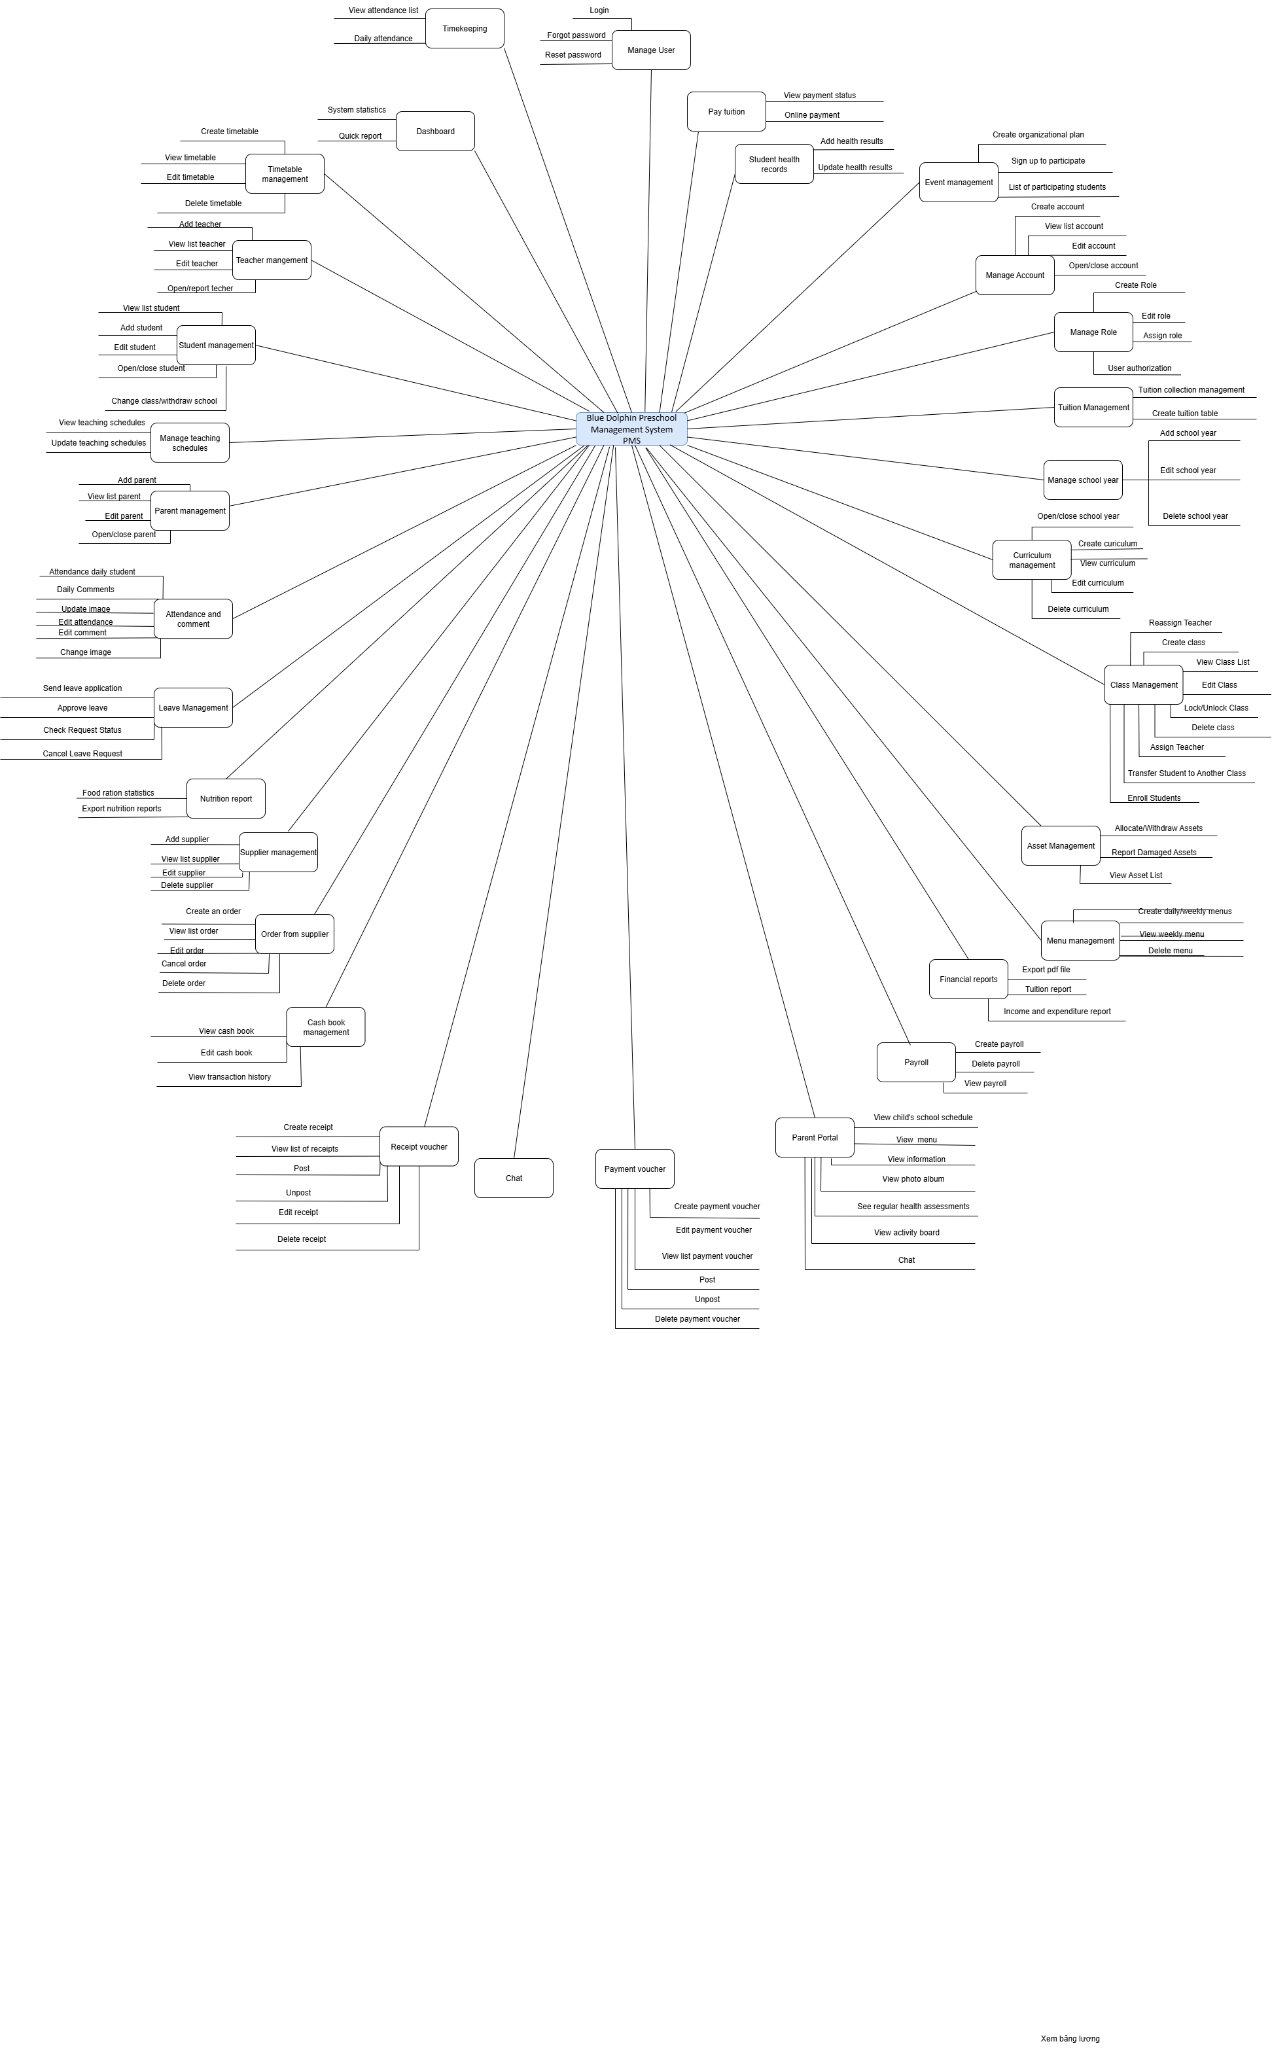 View attendance list
Daily attendance
Timekeeping
Login
Forgot password
Reset password
Manage User
System statistics
Quick report
Dashboard
View payment status
Online payment
Pay tuition
Add health results
Update health results
Student health
records
Create timetable
View timetable
Edit timetable
Delete timetable
Timetable
management
Create organizational plan
Sign up to participate
List of participating students
Event management
Add teacher
View list teacher
Edit teacher
Open/report techer
Teacher mangement
Create account
View list account
Edit account
Open/close account
Manage Account
Create Role
Edit role
Assign role
User authorization
Manage Role
View list student
Add student
Edit student
Open/close student
Change class/withdraw school
Student management
Tuition collection management
Create tuition table
Tuition Management
Blue Dolphin Preschool
Management System
PMS
View teaching schedules
Update teaching schedules
Manage teaching
schedules
Add school year
Edit school year
Delete school year
Manage school year
Add parent
View list parent
Edit parent
Open/close parent
Parent management
Open/close school year
Create curiculum
View curriculum
Edit curriculum
Delete curriculum
Curriculum
management
Attendance daily student
Daily Comments
Update image
Edit attendance
Edit comment
Change image
Attendance and
comment
Reassign Teacher
Create class
View Class List
Edit Class
Lock/Unlock Class
Delete class
Assign Teacher
Transfer Student to Another Class
Enroll Students
Class Management
Send leave application
Approve leave
Check Request Status
Cancel Leave Request
Leave Management
Food ration statistics
Export nutrition reports
Nutrition report
Add supplier
View list supplier
Edit supplier
Delete supplier
Supplier management
Allocate/Withdraw Assets
Report Damaged Assets
View Asset List
Asset Management
Create an order
View list order
Edit order
Cancel order
Delete order
Order from supplier
Create daily/weekly menus
View weekly menu
Delete menu
Menu management
Export pdf file
Tuition report
Income and expenditure report
Financial reports
View cash book
Edit cash book
View transaction history
Cash book
management
Create payroll
Delete payroll
View payroll
Payroll
Create receipt
View list of receipts
Post
Unpost
Edit receipt
Delete receipt
Receipt voucher
Chat
Payment voucher
Create payment voucher
Edit payment voucher
View list payment voucher
Post
Unpost
Delete payment voucher
Parent Portal
View child's school schedule
View menu
View information
View photo album
See regular health assessments
View activity board
Chat
Xem bảng lương